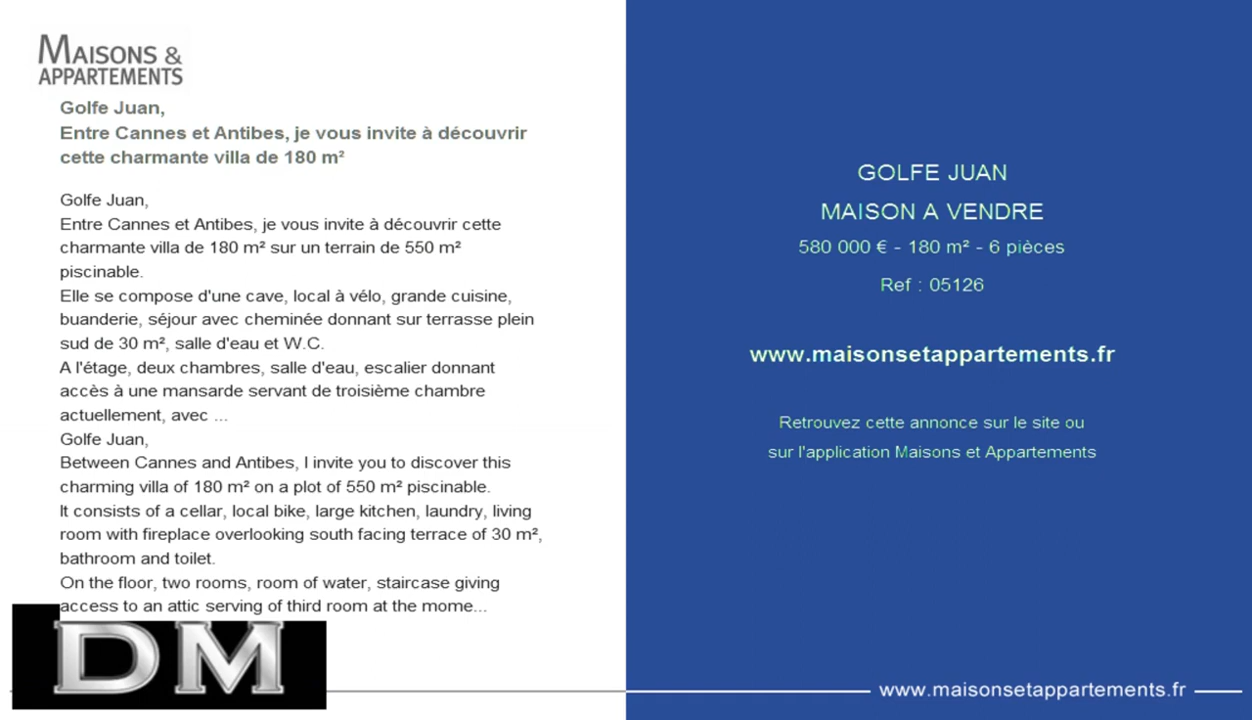 MAISONS &
APPARTEMENTS
Golfe Juan,
Entre Cannes et Antibes, je vous invite à découvrir
cette charmante villa de 180 m²
Golfe Juan,
Entre Cannes et Antibes, je vous invite à découvrir cette
charmante villa de 180 m² sur un terrain de 550 m²
piscinable.
Elle se compose d'une cave, local à vélo, grande cuisine,
buanderie, séjour avec cheminée donnant sur terrasse plein
sud de 30 m², salle d'eau et W.C.
A l'étage, deux chambres, salle d'eau, escalier donnant
accès à une mansarde servant de troisième chambre
actuellement, avec ...
Golfe Juan,
Between Cannes and Antibes, I invite you to discover this
charming villa of 180 m² on a plot of 550 m² piscinable.
It consists of a cellar, local bike, large kitchen, laundry, living
room with fireplace overlooking south facing terrace of 30 m²,
bathroom and toilet.
On the floor, two rooms, room of water, staircase giving
access to an attic serving of third room at the mome...
DM
GOLFE JUAN
MAISON A VENDRE
580 000 € - 180 m² - 6 pièces
Ref : 05126
www.maisonsetappartements.fr
Retrouvez cette annonce sur le site ou
sur l'application Maisons et Appartements
www.maisonsetappartements.fr